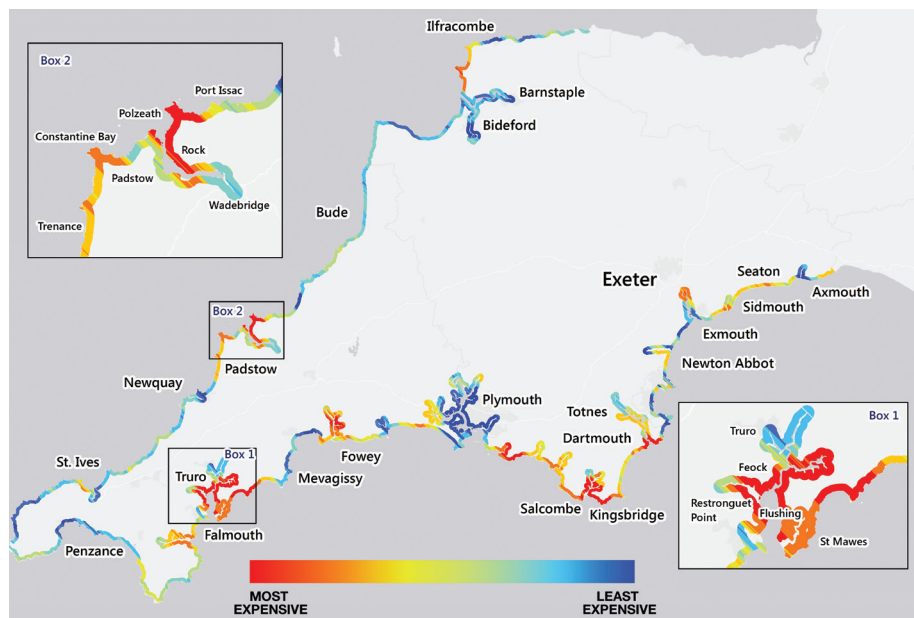 Ilfracombe
Box 2
Port Issac
Polzeath
Constantine Bay
Rock
Padstow
Wadebridge
Trenance
Barnstaple
Bideford
Bude
Exeter
Seaton
Axmouth
Sidmouth
Exmouth
Box 2
Padstow
Newton Abbot
Newquay
Plymouth
Totnes
Dartmouth
Box 1
St. Ives
Truro
Fowey
Mevagissy
Falmouth
Salcombe
Kingsbridge
Penzance
Box 1
Truro
Feock
Restronguet
Point
Flushing
St Mawes
MOST
EXPENSIVE
LEAST
EXPENSIVE